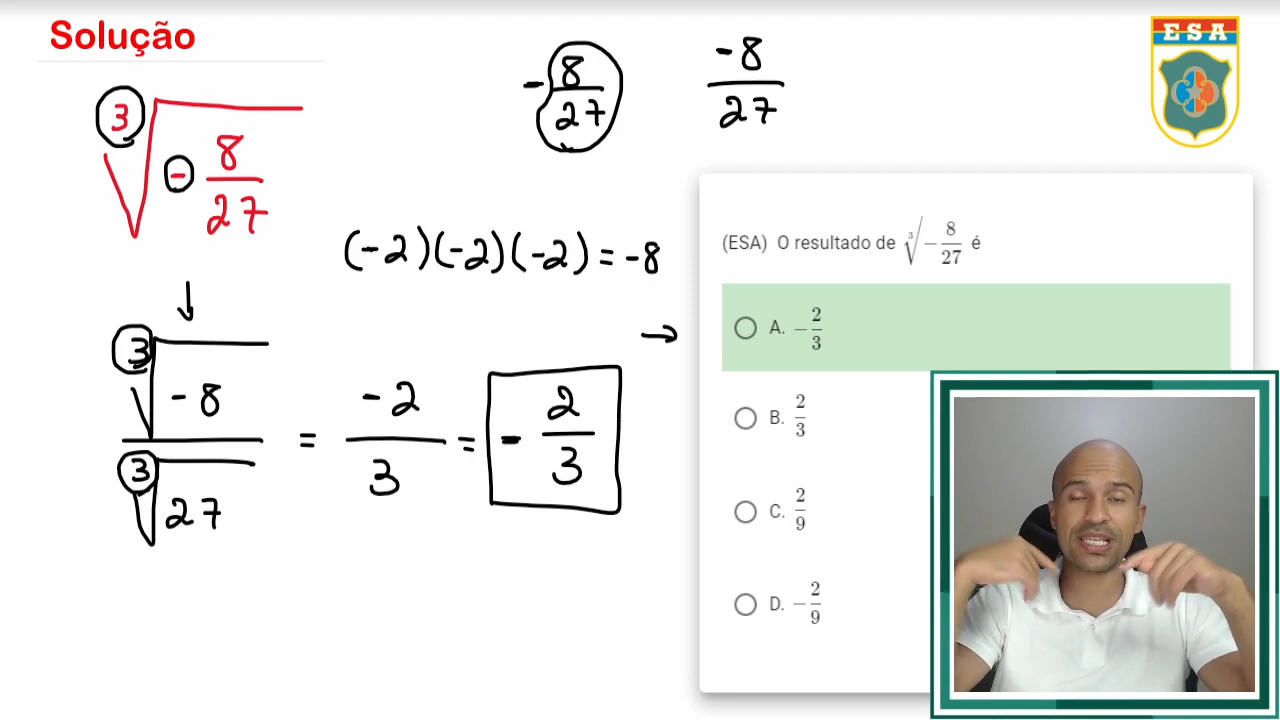 Solução
ESA
-8/27 -8/27
∛(-8/27)
(-2)(-2)(-2) = -8
(ESA) O resultado de ∛(-8/27) é
↓
→
A. -2/3
∛-8/∛27 = -2/3 = -2/3
B. 2/3
C. 2/9
D. -2/9